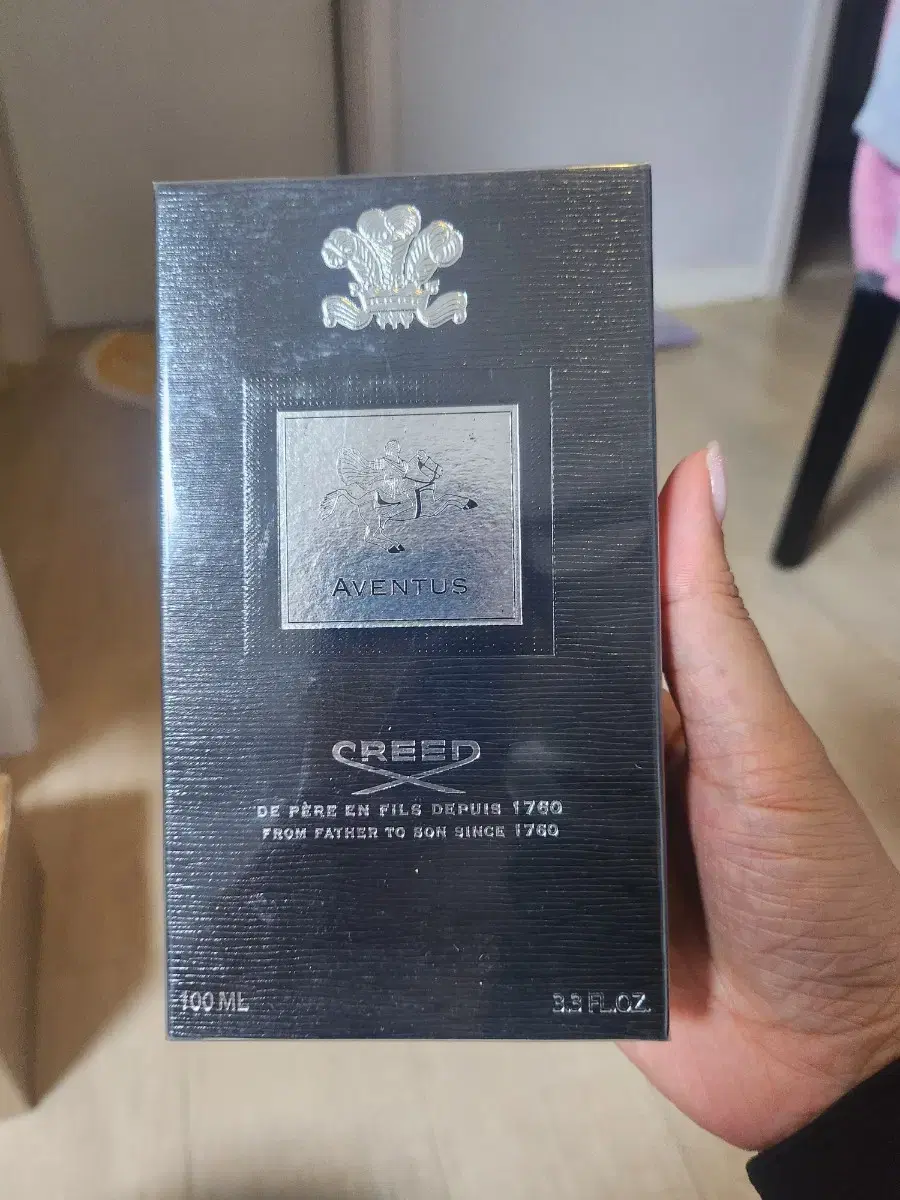 AVENTUS
CREED
DE PÈRE EN FILS DEPUIS 1760
FROM FATHER TO SON SINCE 1760
100 ML
3.3 FL.OZ.